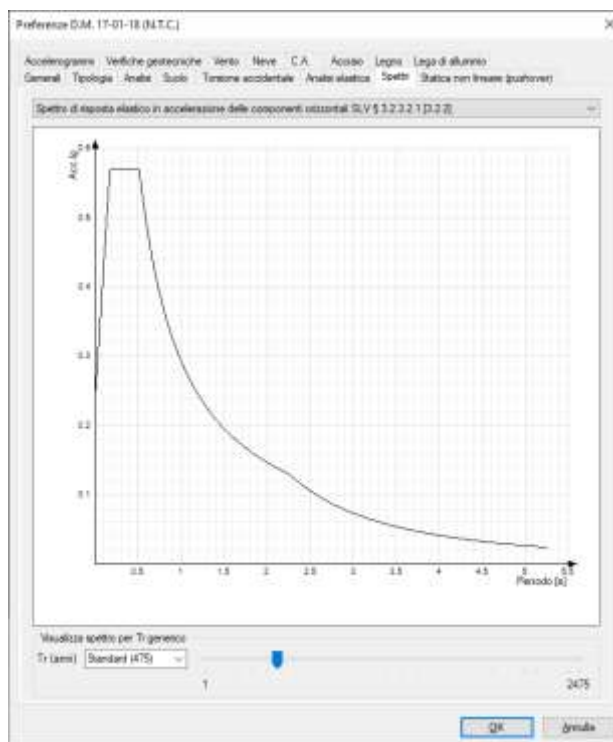 Preferenze D.M. 17-01-18 (N.T.C.)
Accelerogrammi Verifiche geotecniche Vento Neve C.A. Acciaio Legno Lega di alluminio
Generali Tipologia Analisi Suolo Torsione accidentale Analisi elastica Spettri Statica non lineare (pushover)
Spettro di risposta elastico in accelerazione delle componenti orizzontali SLV § 3.2.3.2.1 [3.2.2]
Acc. [g]
0.6
0.5
0.4
0.3
0.2
0.1
0.5 1 1.5 2 2.5 3 3.5 4 4.5 5 5.5
Periodo [s]
Visualizza spettro per Tr generico
Tr (anni) Standard (475)
1 2475
OK Annulla